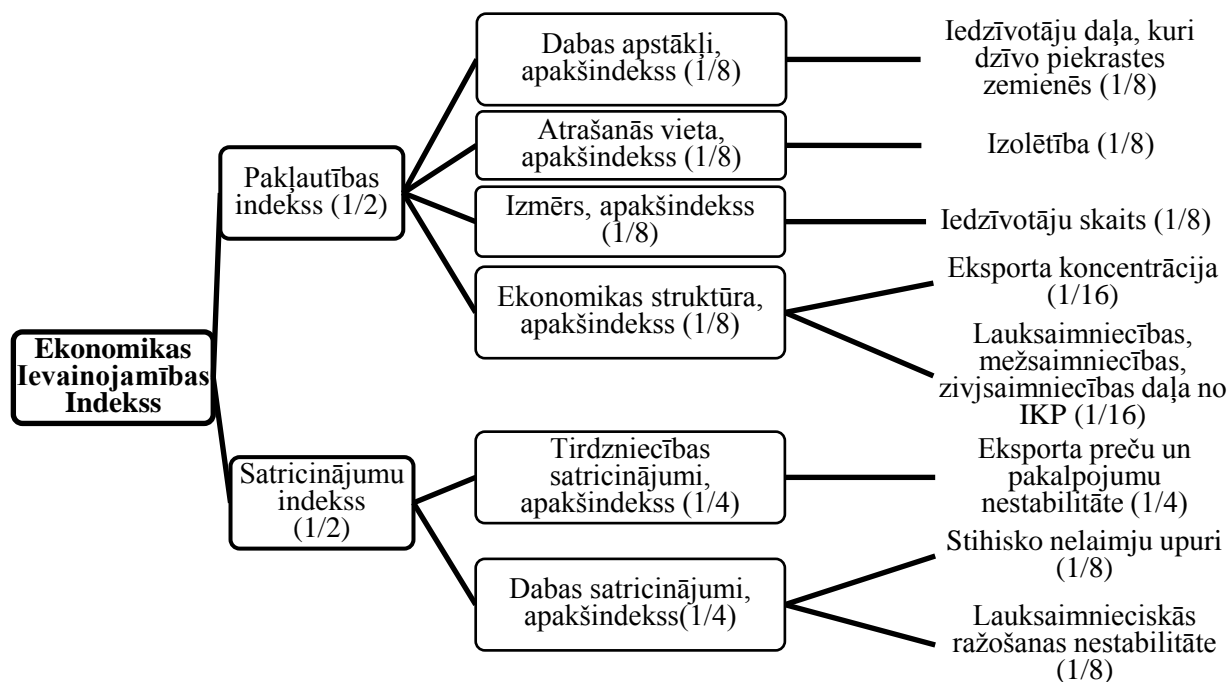 Ekonomikas
Ievainojamības
Indekss
Pakļautības
indekss (1/2)
Dabas apstākļi,
apakšindekss (1/8)
Iedzīvotāju daļa, kuri
dzīvo piekrastes
zemienēs (1/8)
Atrašanās vieta,
apakšindekss (1/8)
Izolētība (1/8)
Izmērs, apakšindekss
(1/8)
Iedzīvotāju skaits (1/8)
Ekonomikas struktūra,
apakšindekss (1/8)
Eksporta koncentrācija
(1/16)
Lauksaimniecības,
mežsaimniecības,
zivjsaimniecības daļa no
IKP (1/16)
Satricinājumu
indekss
(1/2)
Tirdzniecības
satricinājumi,
apakšindekss (1/4)
Eksporta preču un
pakalpojumu
nestabilitāte (1/4)
Dabas satricinājumi,
apakšindekss(1/4)
Stihisko nelaimju upuri
(1/8)
Lauksaimnieciskās
ražošanas nestabilitāte
(1/8)